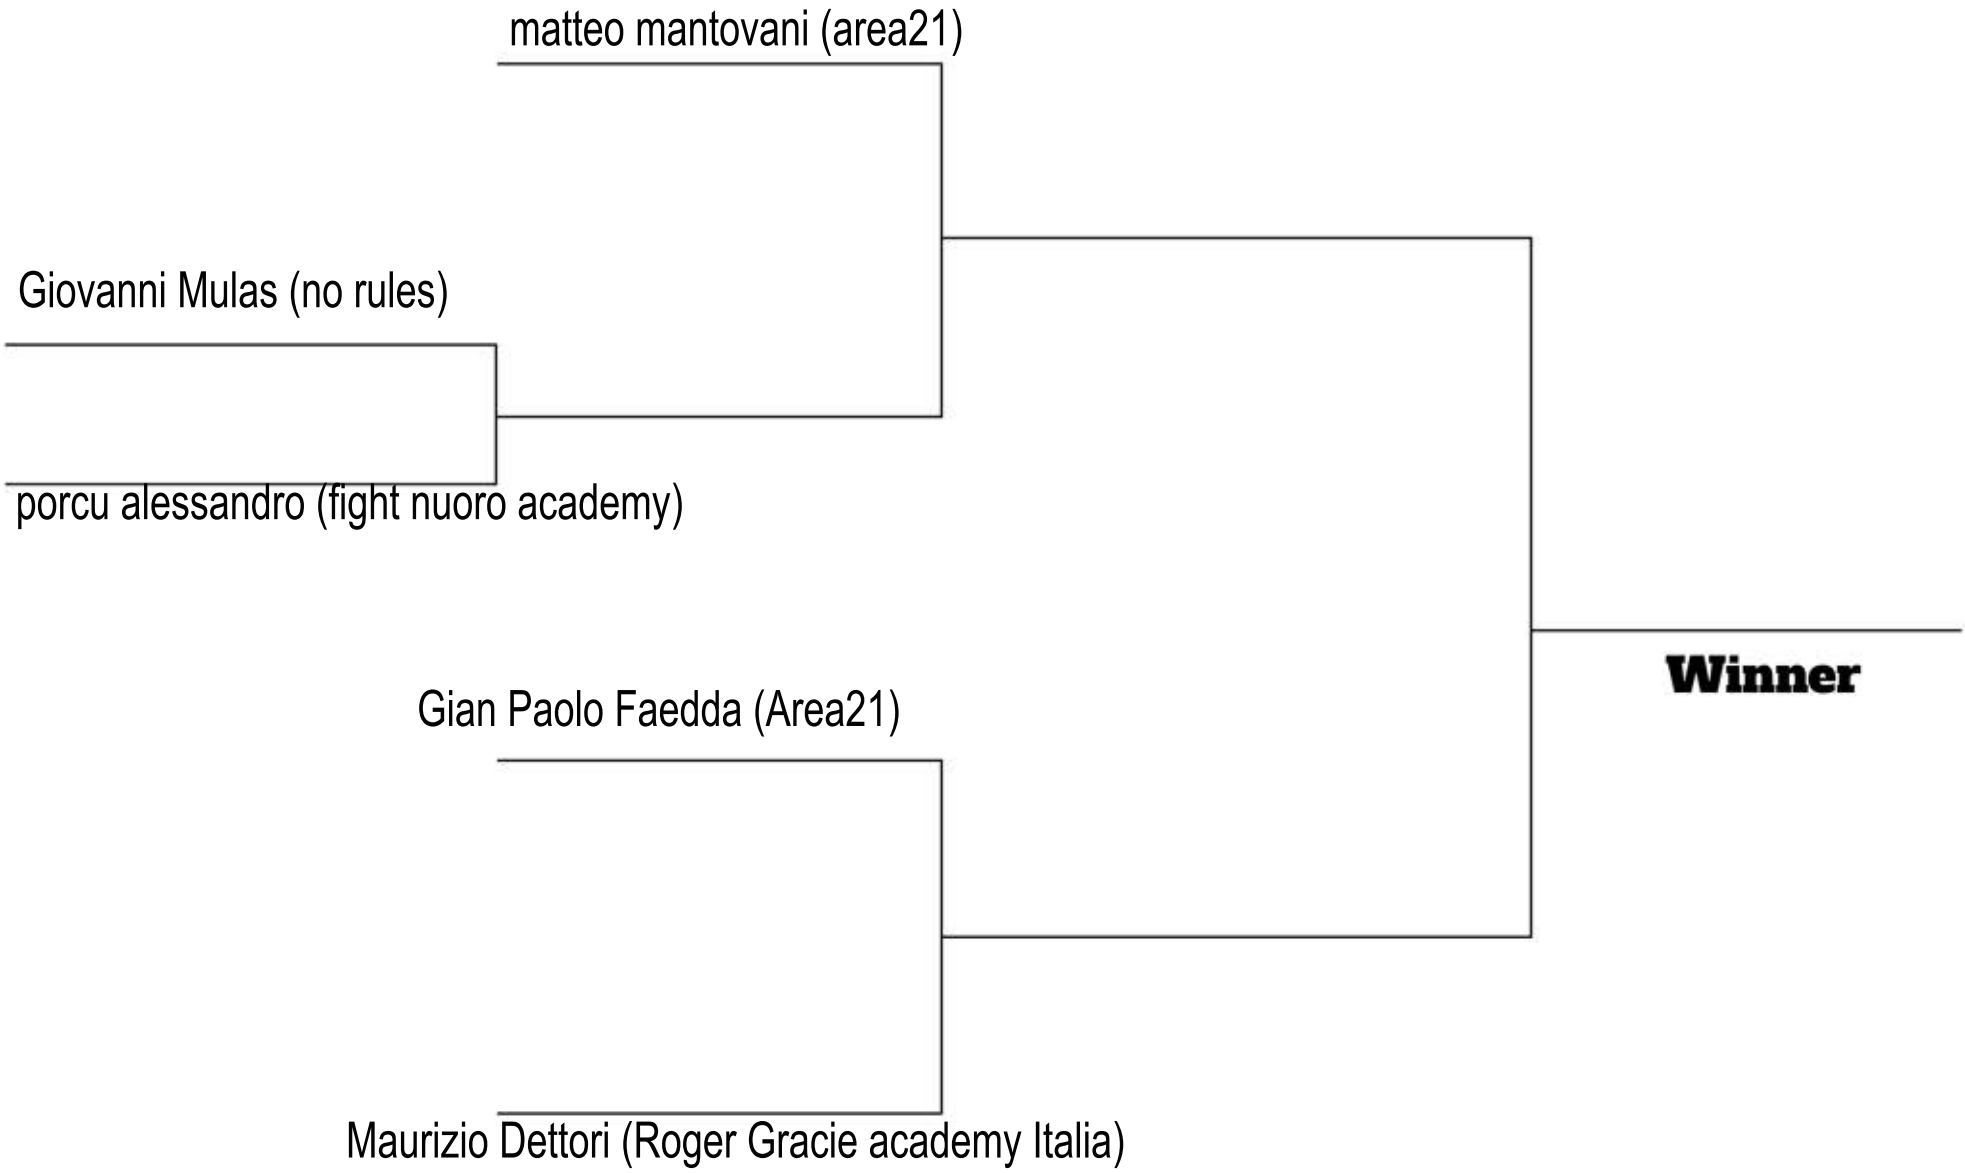 matteo mantovani (area21)
Giovanni Mulas (no rules)
porcu alessandro (fight nuoro academy)
Winner
Gian Paolo Faedda (Area21)
Maurizio Dettori (Roger Gracie academy Italia)